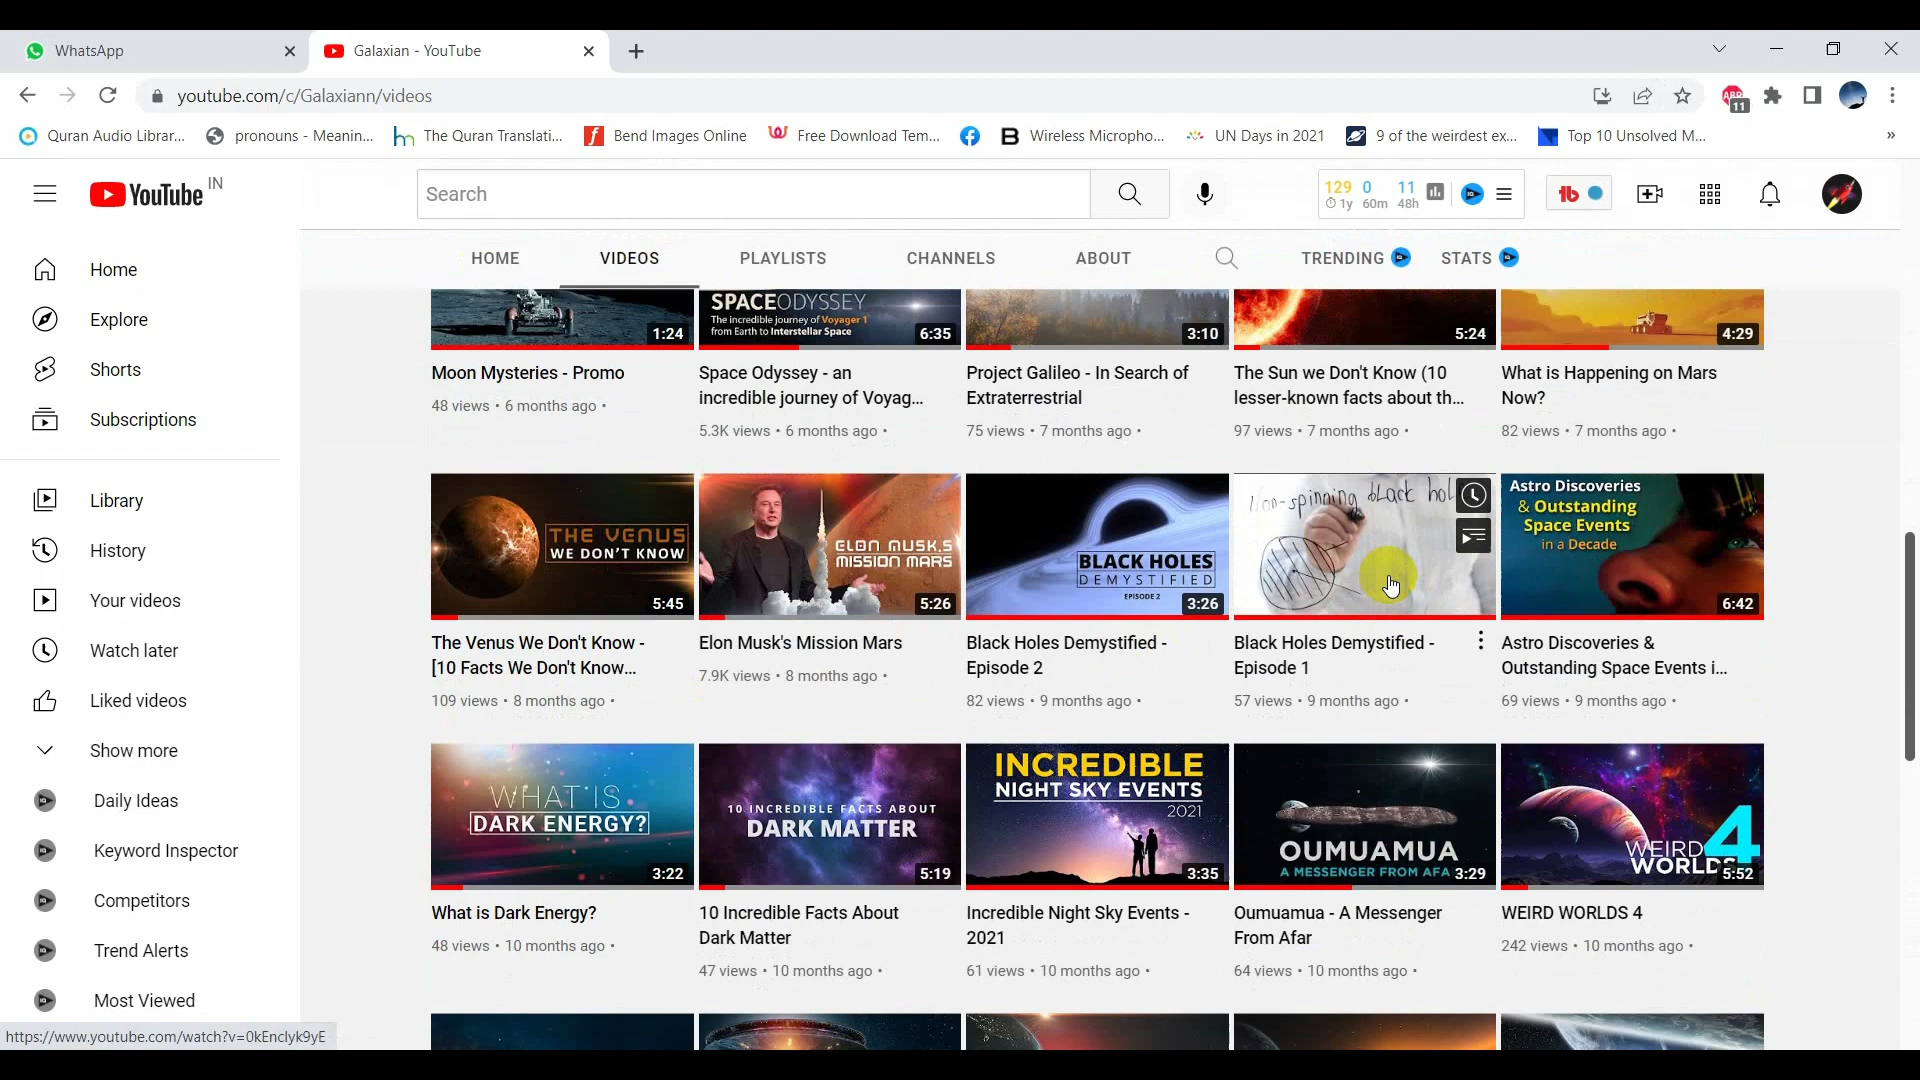 WhatsApp
Galaxian - YouTube
youtube.com/c/Galaxiann/videos
ABP
11
Quran Audio Librar...
pronouns - Meanin...
The Quran Translati...
Bend Images Online
Free Download Tem...
Wireless Micropho...
UN Days in 2021
9 of the weirdest ex...
Top 10 Unsolved M...
»
YouTube IN
Search
129 0 11
1y 60m 48h
HOME
VIDEOS
PLAYLISTS
CHANNELS
ABOUT
TRENDING
STATS
Home
Explore
Shorts
Subscriptions
Library
History
Your videos
Watch later
Liked videos
Show more
Daily Ideas
Keyword Inspector
Competitors
Trend Alerts
Most Viewed
1:24
Moon Mysteries - Promo
48 views • 6 months ago •
SPACEODYSSEY
The incredible journey of Voyager 1
from Earth to Interstellar Space
6:35
Space Odyssey - an
incredible journey of Voyag...
5.3K views • 6 months ago •
3:10
Project Galileo - In Search of
Extraterrestrial
75 views • 7 months ago •
5:24
The Sun we Don't Know (10
lesser-known facts about th...
97 views • 7 months ago •
4:29
What is Happening on Mars
Now?
82 views • 7 months ago •
THE VENUS
WE DON'T KNOW
5:45
The Venus We Don't Know -
[10 Facts We Don't Know...
109 views • 8 months ago •
ELON MUSK,S
MISSION MARS
5:26
Elon Musk's Mission Mars
7.9K views • 8 months ago •
BLACK HOLES
DEMYSTIFIED
EPISODE 2
3:26
Black Holes Demystified -
Episode 2
82 views • 9 months ago •
Non-spinning black hol
Black Holes Demystified -
Episode 1
57 views • 9 months ago •
Astro Discoveries
& Outstanding
Space Events
in a Decade
6:42
Astro Discoveries &
Outstanding Space Events i...
69 views • 9 months ago •
WHAT IS
DARK ENERGY?
3:22
What is Dark Energy?
48 views • 10 months ago •
10 INCREDIBLE FACTS ABOUT
DARK MATTER
5:19
10 Incredible Facts About
Dark Matter
47 views • 10 months ago •
INCREDIBLE
NIGHT SKY EVENTS
2021
3:35
Incredible Night Sky Events -
2021
61 views • 10 months ago •
OUMUAMUA
A MESSENGER FROM AFA
3:29
Oumuamua - A Messenger
From Afar
64 views • 10 months ago •
WEIRD 4
WORLDS
5:52
WEIRD WORLDS 4
242 views • 10 months ago •
https://www.youtube.com/watch?v=0kEnclyk9yE